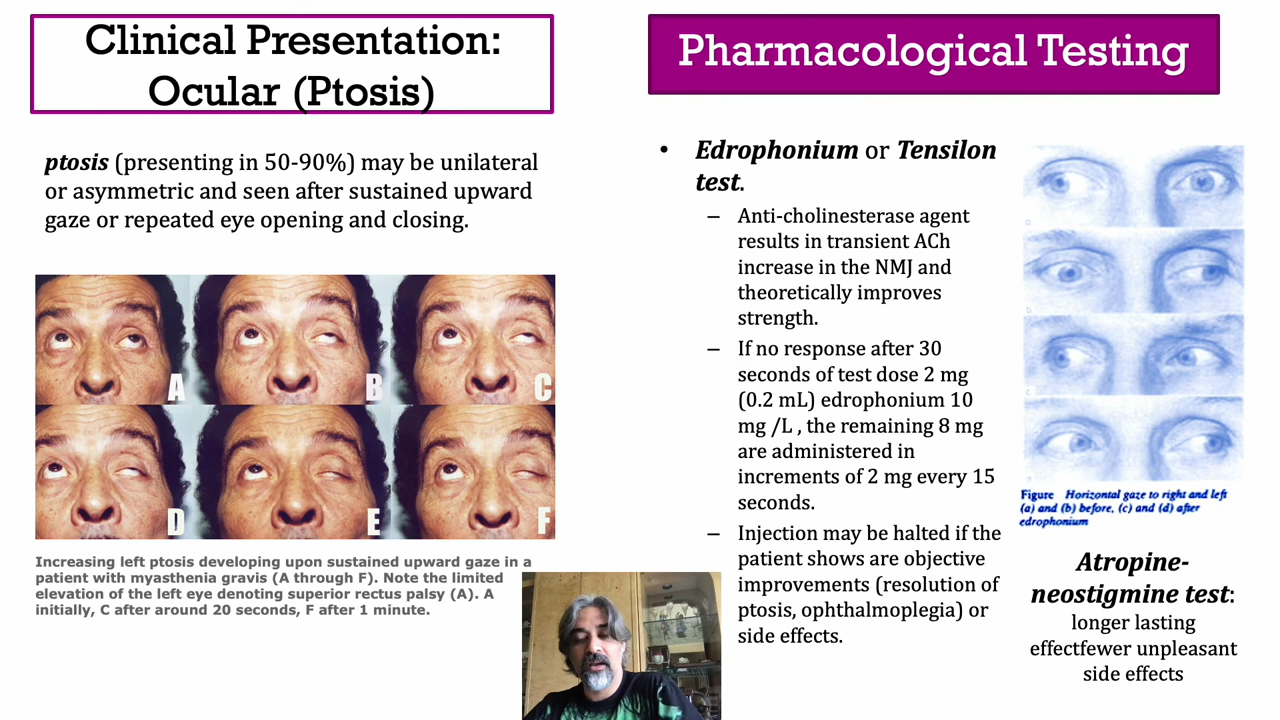 Clinical Presentation:
Ocular (Ptosis)
ptosis (presenting in 50-90%) may be unilateral
or asymmetric and seen after sustained upward
gaze or repeated eye opening and closing.
A
B
C
D
E
F
Increasing left ptosis developing upon sustained upward gaze in a
patient with myasthenia gravis (A through F). Note the limited
elevation of the left eye denoting superior rectus palsy (A). A
initially, C after around 20 seconds, F after 1 minute.
Pharmacological Testing
• Edrophonium or Tensilon
test.
– Anti-cholinesterase agent
results in transient ACh
increase in the NMJ and
theoretically improves
strength.
– If no response after 30
seconds of test dose 2 mg
(0.2 mL) edrophonium 10
mg /L , the remaining 8 mg
are administered in
increments of 2 mg every 15
seconds.
– Injection may be halted if the
patient shows are objective
improvements (resolution of
ptosis, ophthalmoplegia) or
side effects.
Figure Horizontal gaze to right and left
(a) and (b) before, (c) and (d) after
edrophonium
Atropine-
neostigmine test:
longer lasting
effectfewer unpleasant
side effects